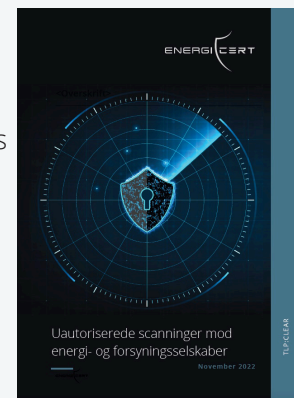 ENERGICERT
S
Uautoriserede scanninger mod
energi- og forsyningsselskaber
November 2022
TLP:CLEAR